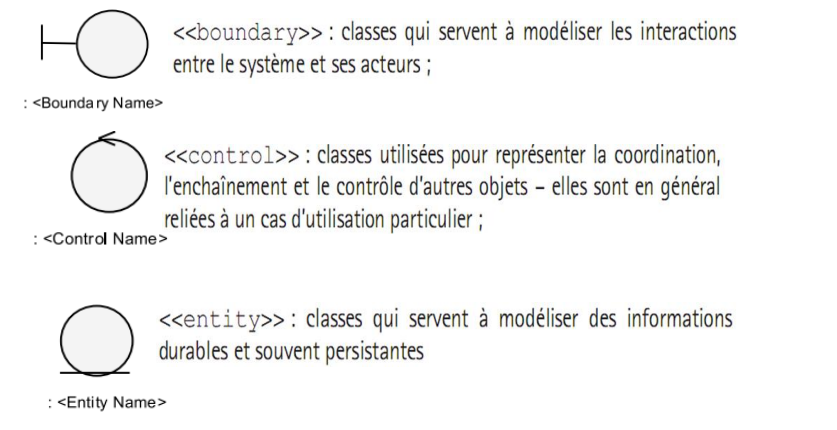 <<boundary>> : classes qui servent à modéliser les interactions
entre le système et ses acteurs ;
: <Boundary Name>
<<control>> : classes utilisées pour représenter la coordination,
l'enchaînement et le contrôle d'autres objets – elles sont en général
reliées à un cas d'utilisation particulier ;
: <Control Name>
<<entity>> : classes qui servent à modéliser des informations
durables et souvent persistantes
: <Entity Name>